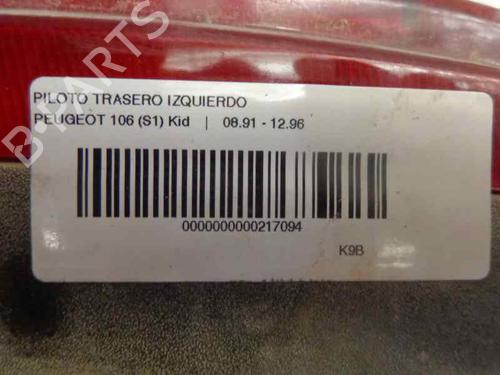 PILOTO TRASERO IZQUIERDO
PEUGEOT 106 (S1) Kid | 08.91 - 12.96
0000000000217094
K9B
B-PARTS